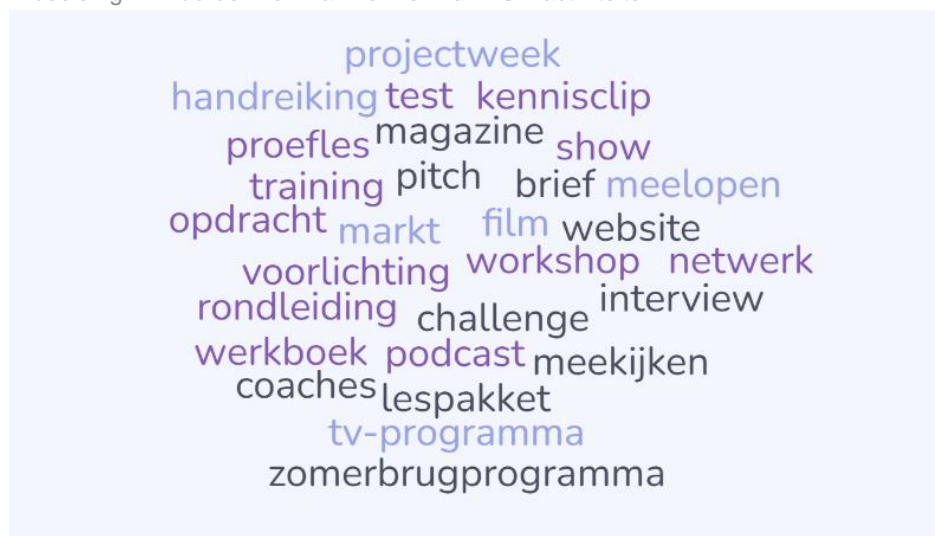 projectweek
handreiking test kennisclip
magazine
proefles show
training pitch brief meelopen
opdracht markt film website
voorlichting workshop netwerk
rondleiding challenge interview
werkboek podcast meekijken
coaches lespakket
tv-programma
zomerbrugprogramma